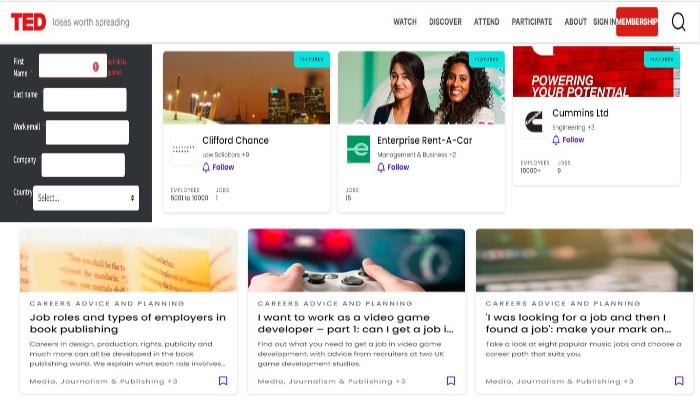 TED Ideas worth spreading
WATCH DISCOVER ATTEND PARTICIPATE ABOUT SIGN IN MEMBERSHIP
First
Name
Last name
Work email
Company
Country
Select...
FEATURED
Clifford Chance
Law Solicitors +9
Follow
EMPLOYEES JOBS
5001 to 10000 1
FEATURED
Enterprise Rent-A-Car
Management & Business +2
Follow
JOBS
15
FEATURED
POWERING
YOUR POTENTIAL
Cummins Ltd
Engineering +3
Follow
EMPLOYEES JOBS
10000+ 9
CAREERS ADVICE AND PLANNING
Job roles and types of employers in
book publishing
Careers in design, production, rights, publicity and
much more can all be developed in the book
publishing world. We explain what each role involves...
Media, Journalism & Publishing +3
CAREERS ADVICE AND PLANNING
I want to work as a video game
developer – part 1: can I get a job i...
Find out what you need to get a job in video game
development, with advice from recruiters at two UK
game development studios.
Media, Journalism & Publishing +3
CAREERS ADVICE AND PLANNING
'I was looking for a job and then I
found a job': make your mark on...
Take a look at eight popular music jobs and choose a
career path that suits you.
Media, Journalism & Publishing +3